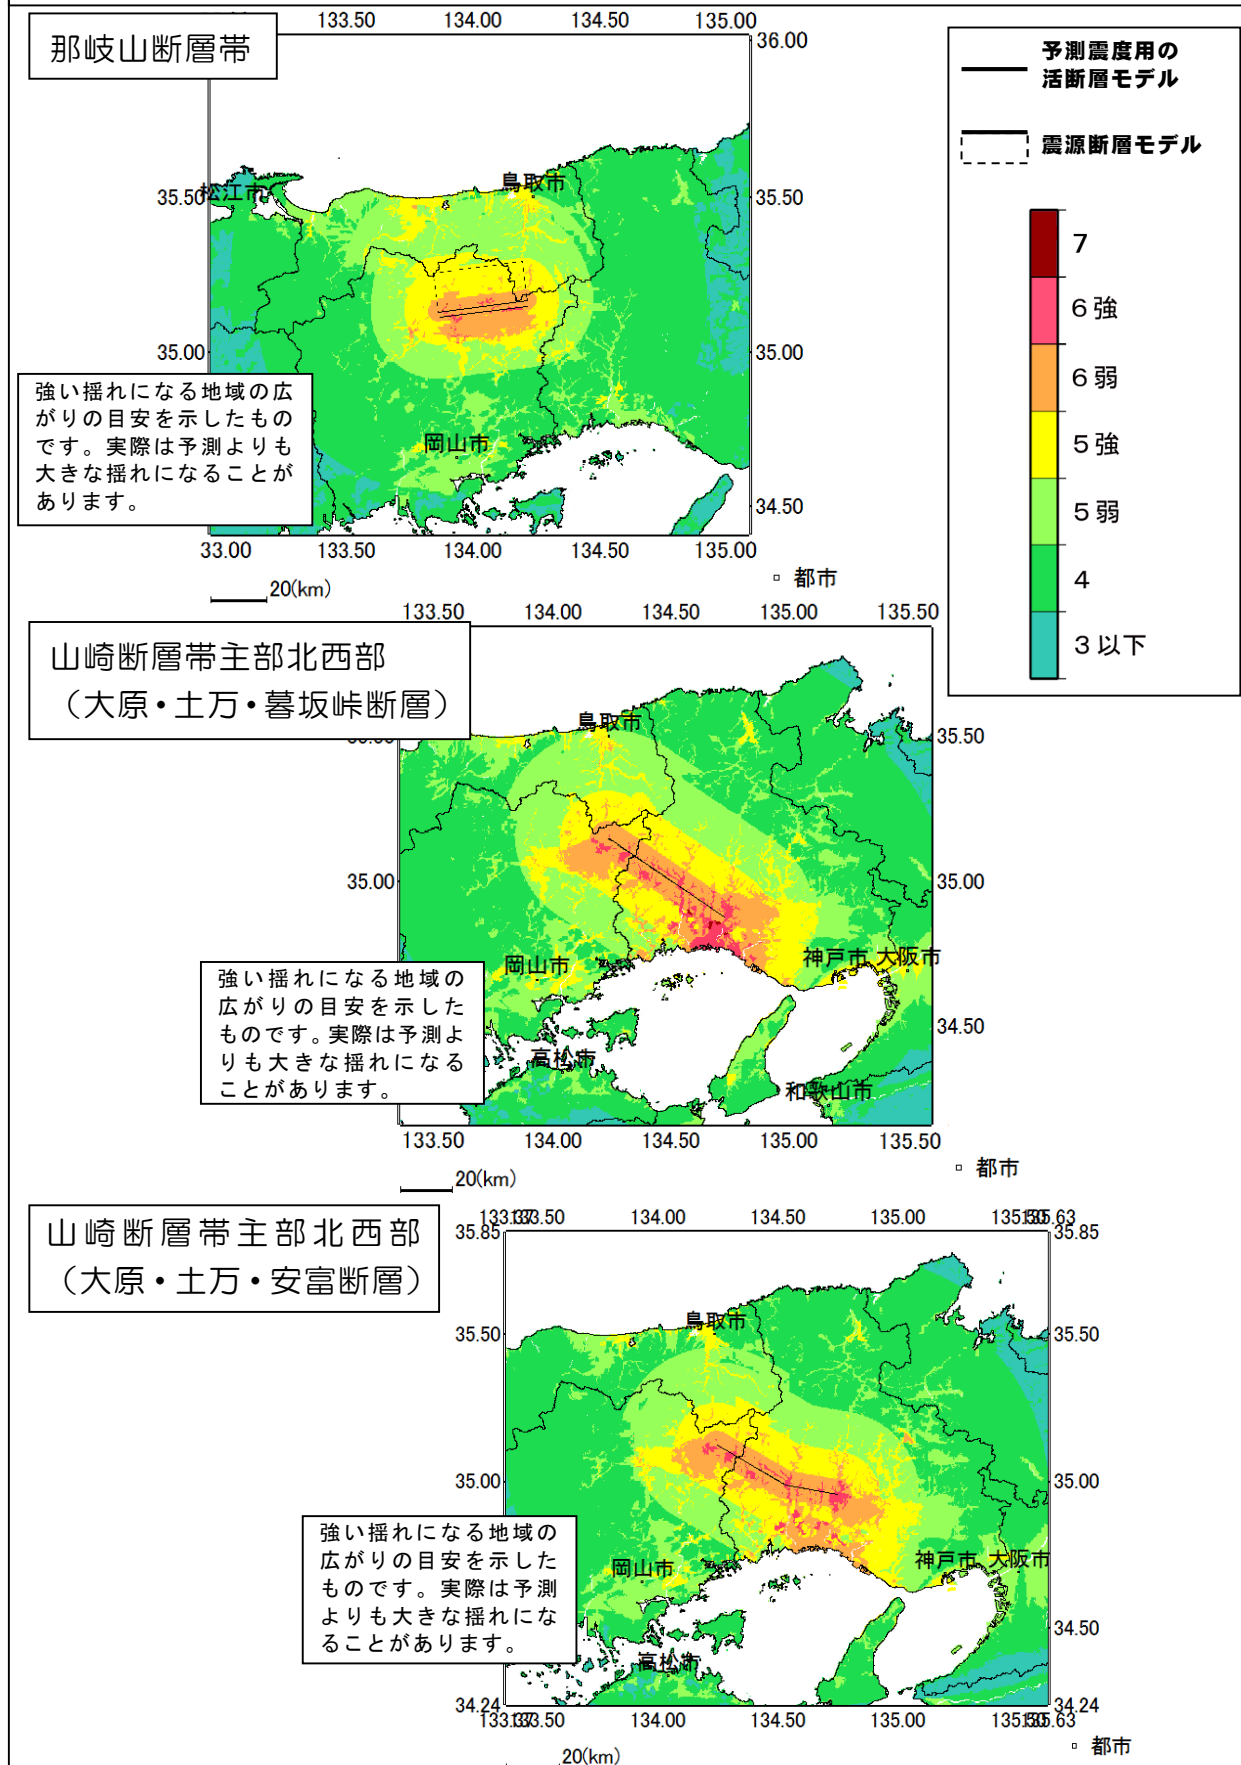 133.50 134.00 134.50 135.00
那岐山断層帯
36.00
予測震度用の
活断層モデル
震源断層モデル
松江市
鳥取市
35.50 35.50
35.00 35.00
強い揺れになる地域の広
がりの目安を示したもの
です。実際は予測よりも
大きな揺れになることが
あります。
岡山市
34.50
33.00 133.50 134.00 134.50 135.00
20(km)
都市
7
6強
6弱
5強
5弱
4
3以下
133.50 134.00 134.50 135.00 135.50
山崎断層帯主部北西部
（大原・土万・暮坂峠断層）
鳥取市
35.50
35.00 35.00
岡山市
神戸市 大阪市
強い揺れになる地域の
広がりの目安を示した
ものです。実際は予測よ
りも大きな揺れになる
ことがあります。
34.50
高松市
和歌山市
133.50 134.00 134.50 135.00 135.50
20(km)
都市
山崎断層帯主部北西部
（大原・土万・安富断層）
133.50 134.00 134.50 135.00 135.63
35.85 35.85
鳥取市
35.50 35.50
35.00 35.00
強い揺れになる地域の
広がりの目安を示した
ものです。実際は予測
よりも大きな揺れにな
ることがあります。
岡山市
神戸市 大阪市
34.50
高松市
34.24 34.24
133.50 134.00 134.50 135.00 135.63
都市
20(km)